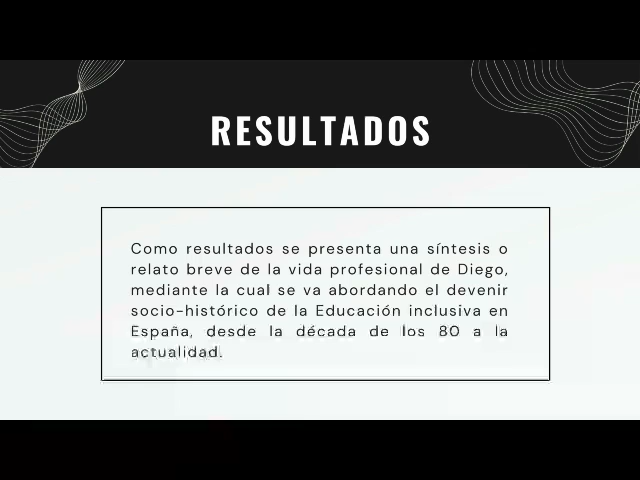 RESULTADOS
Como resultados se presenta una síntesis o
relato breve de la vida profesional de Diego,
mediante la cual se va abordando el devenir
socio-histórico de la Educación inclusiva en
España, desde la década de los 80 a la
actualidad.